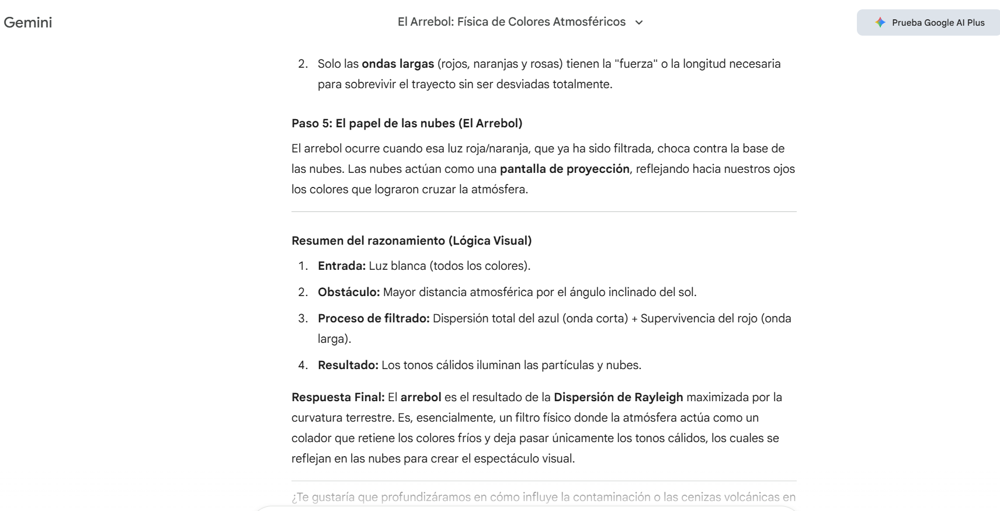 Gemini
El Arrebol: Física de Colores Atmosféricos
Prueba Google AI Plus
2. Solo las ondas largas (rojos, naranjas y rosas) tienen la "fuerza" o la longitud necesaria
para sobrevivir el trayecto sin ser desviadas totalmente.
Paso 5: El papel de las nubes (El Arrebol)
El arrebol ocurre cuando esa luz roja/naranja, que ya ha sido filtrada, choca contra la base de
las nubes. Las nubes actúan como una pantalla de proyección, reflejando hacia nuestros ojos
los colores que lograron cruzar la atmósfera.
Resumen del razonamiento (Lógica Visual)
1. Entrada: Luz blanca (todos los colores).
2. Obstáculo: Mayor distancia atmosférica por el ángulo inclinado del sol.
3. Proceso de filtrado: Dispersión total del azul (onda corta) + Supervivencia del rojo (onda
larga).
4. Resultado: Los tonos cálidos iluminan las partículas y nubes.
Respuesta Final: El arrebol es el resultado de la Dispersión de Rayleigh maximizada por la
curvatura terrestre. Es, esencialmente, un filtro físico donde la atmósfera actúa como un
colador que retiene los colores fríos y deja pasar únicamente los tonos cálidos, los cuales se
reflejan en las nubes para crear el espectáculo visual.
¿Te gustaría que profundizáramos en cómo influye la contaminación o las cenizas volcánicas en